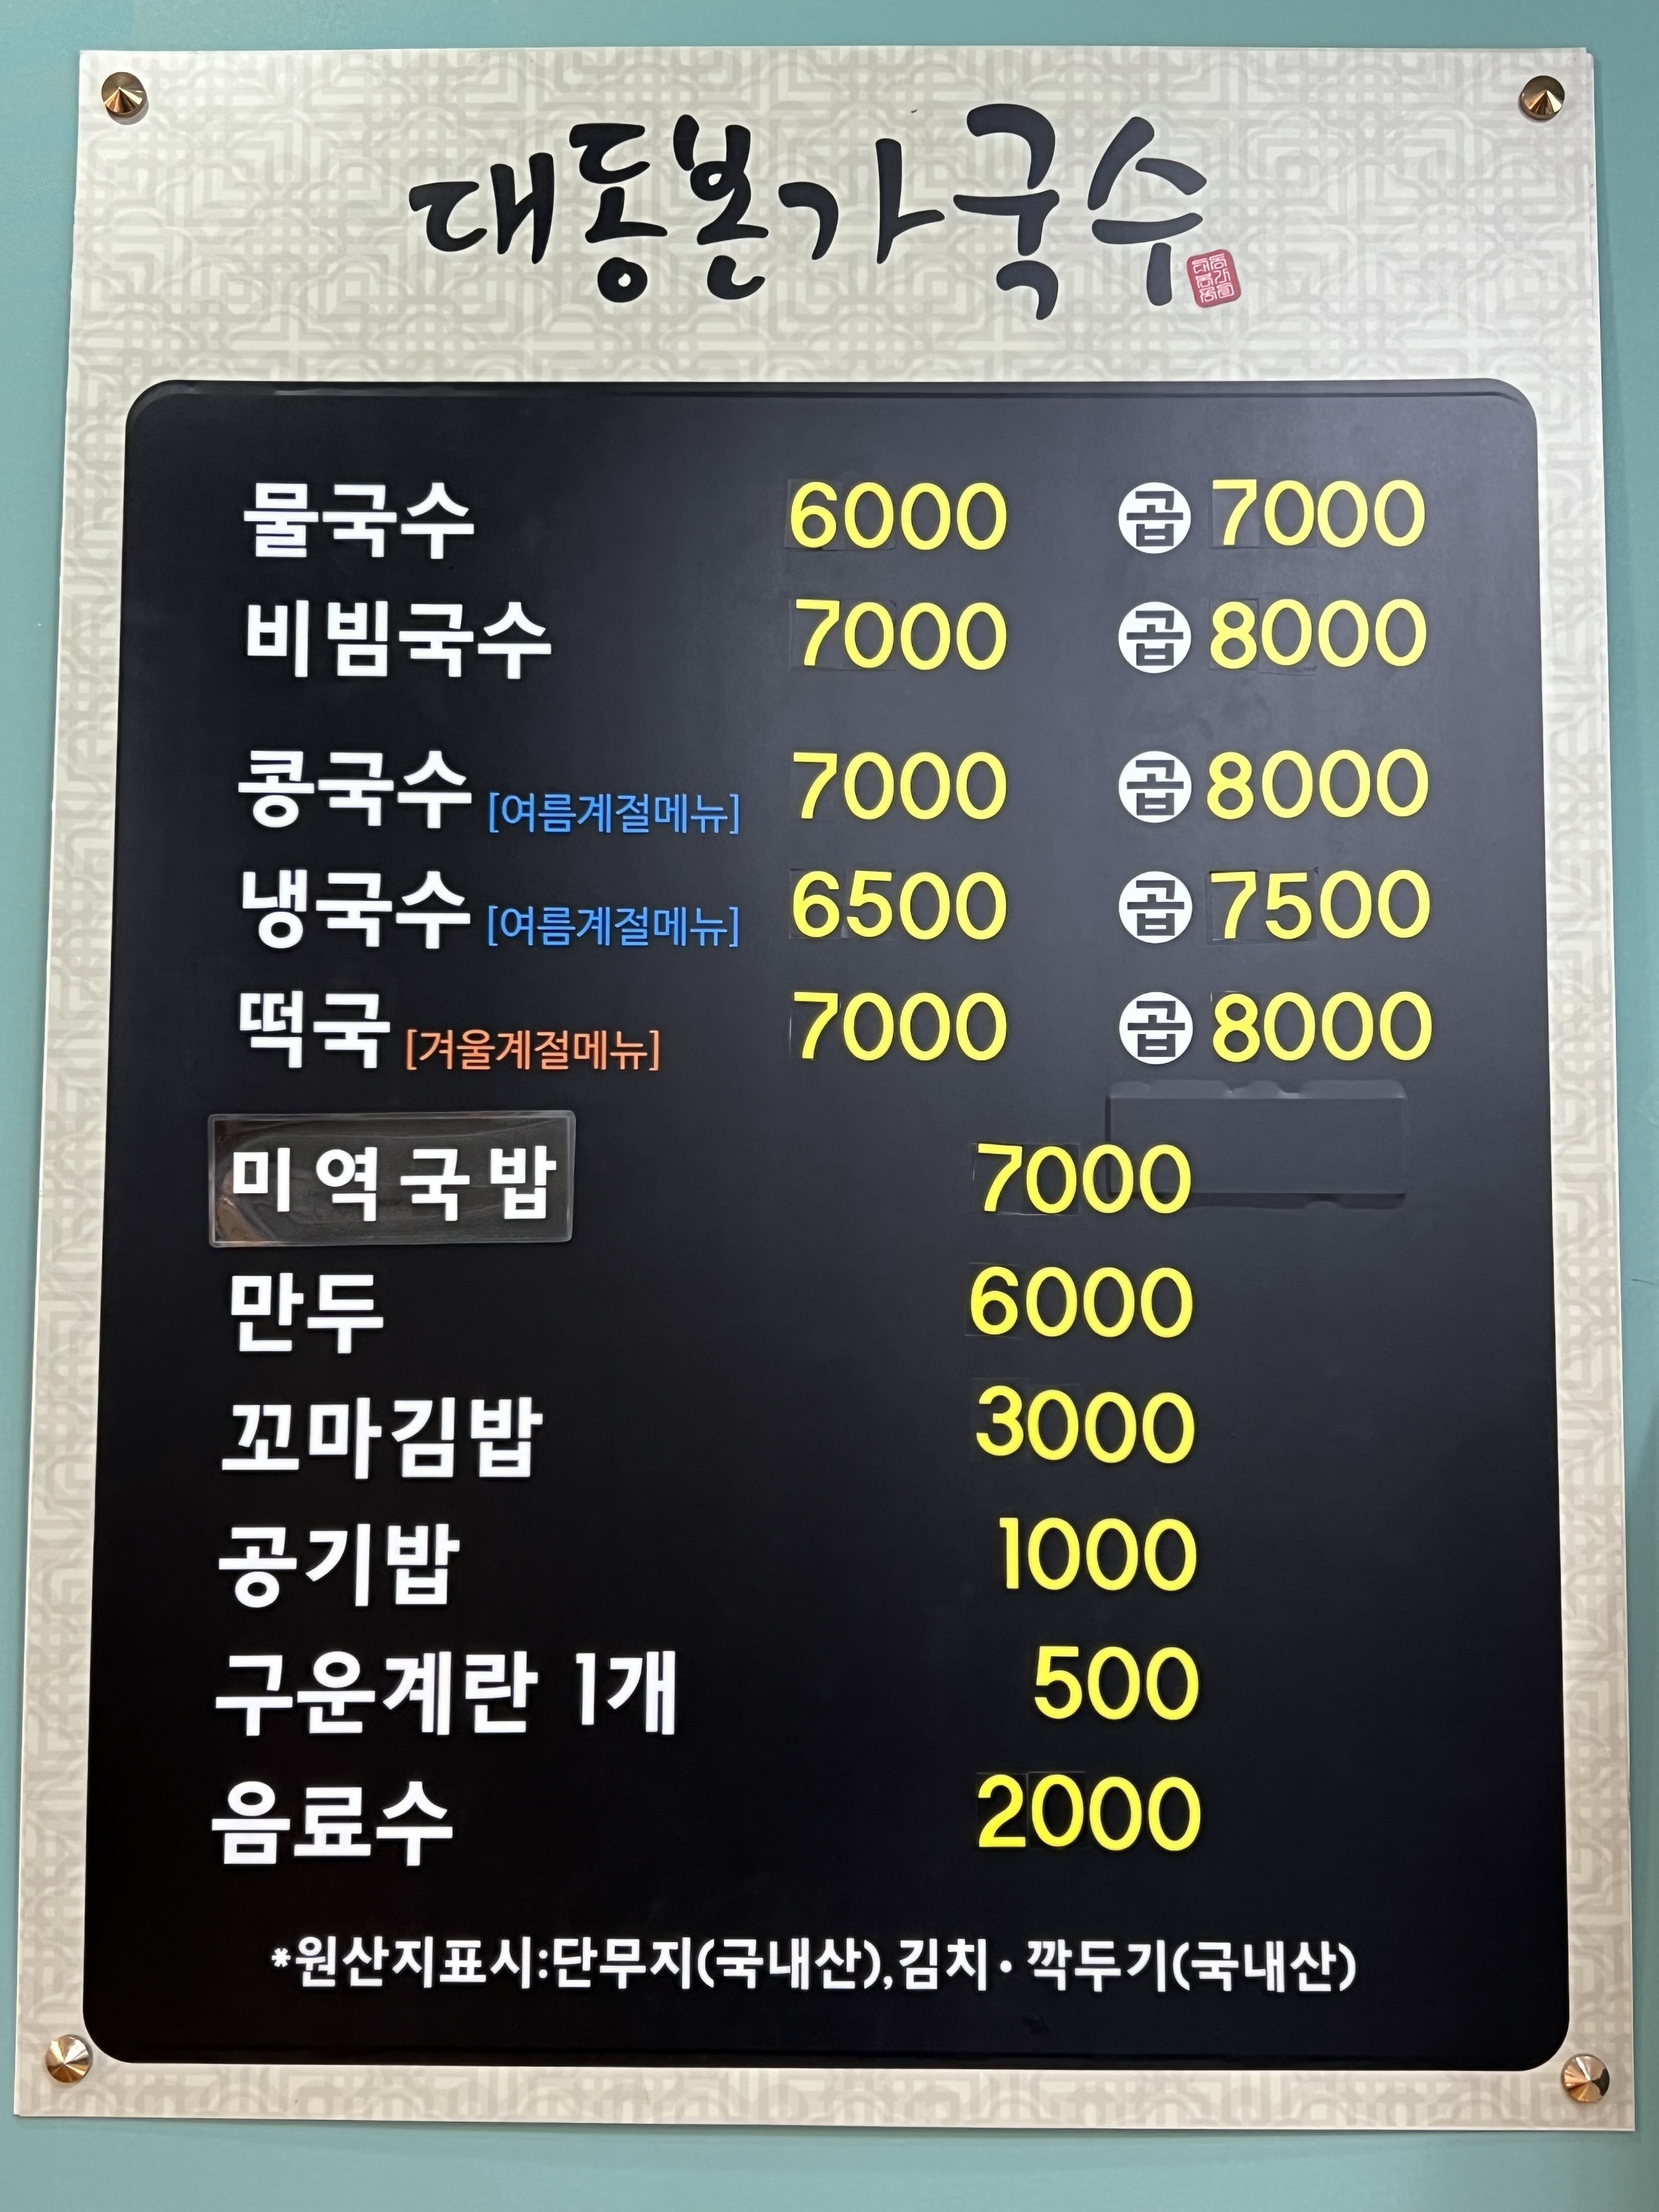 대동본가국수
물국수 6000 곱 7000
비빔국수 7000 곱 8000
콩국수 [여름계절메뉴] 7000 곱 8000
냉국수 [여름계절메뉴] 6500 곱 7500
떡국 [겨울계절메뉴] 7000 곱 8000
미역국밥 7000
만두 6000
꼬마김밥 3000
공기밥 1000
구운계란 1개 500
음료수 2000
*원산지표시:단무지(국내산),김치·깍두기(국내산)